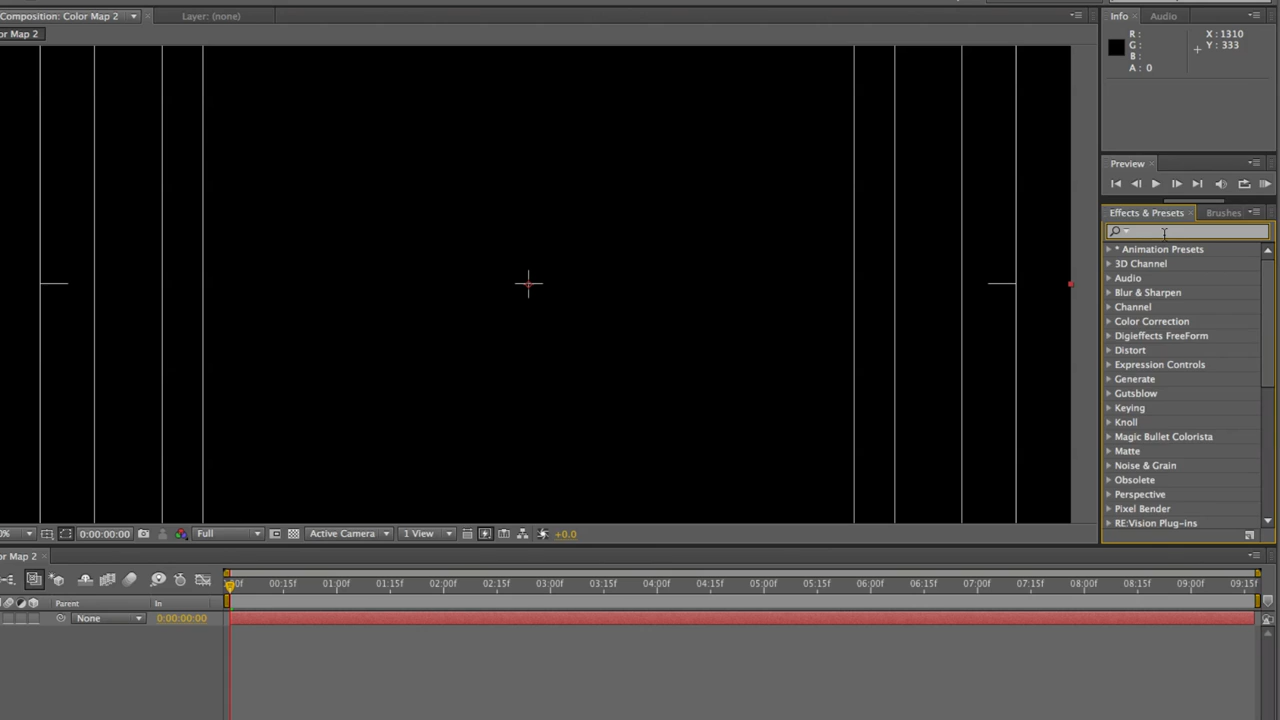 Composition: Color Map 2
Layer: (none)
or Map 2
Info
Audio
R :
G :
B :
A : 0
X : 1310
Y : 333
Preview
Effects & Presets
Brushes
* Animation Presets
3D Channel
Audio
Blur & Sharpen
Channel
Color Correction
Digieffects FreeForm
Distort
Expression Controls
Generate
Gutsblow
Keying
Knoll
Magic Bullet Colorista
Matte
Noise & Grain
Obsolete
Perspective
Pixel Bender
RE:Vision Plug-ins
0%
0:00:00:00
Full
Active Camera
1 View
+0.0
or Map 2
:00f 00:15f 01:00f 01:15f 02:00f 02:15f 03:00f 03:15f 04:00f 04:15f 05:00f 05:15f 06:00f 06:15f 07:00f 07:15f 08:00f 08:15f 09:00f 09:15f
Parent
In
None
0:00:00:00